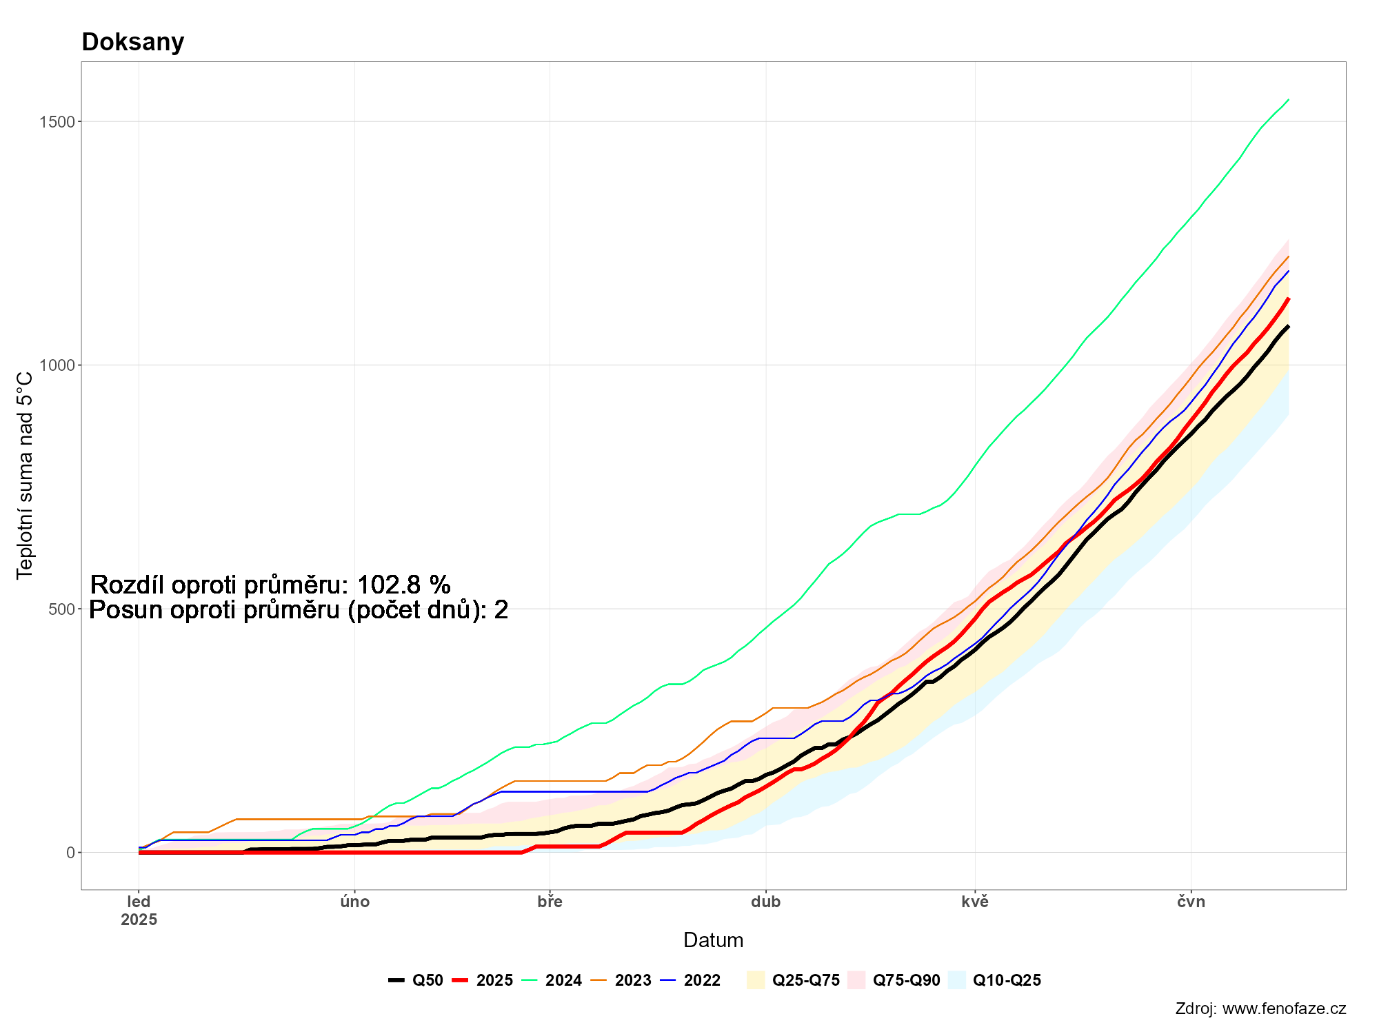 Doksany
1500
1000
500
0
Teplotní suma nad 5°C
Rozdíl oproti průměru: 102.8 %
Posun oproti průměru (počet dnů): 2
led úno bře dub kvě čvn
2025
Datum
Q50 2025 2024 2023 2022 Q25-Q75 Q75-Q90 Q10-Q25
Zdroj: www.fenofaze.cz